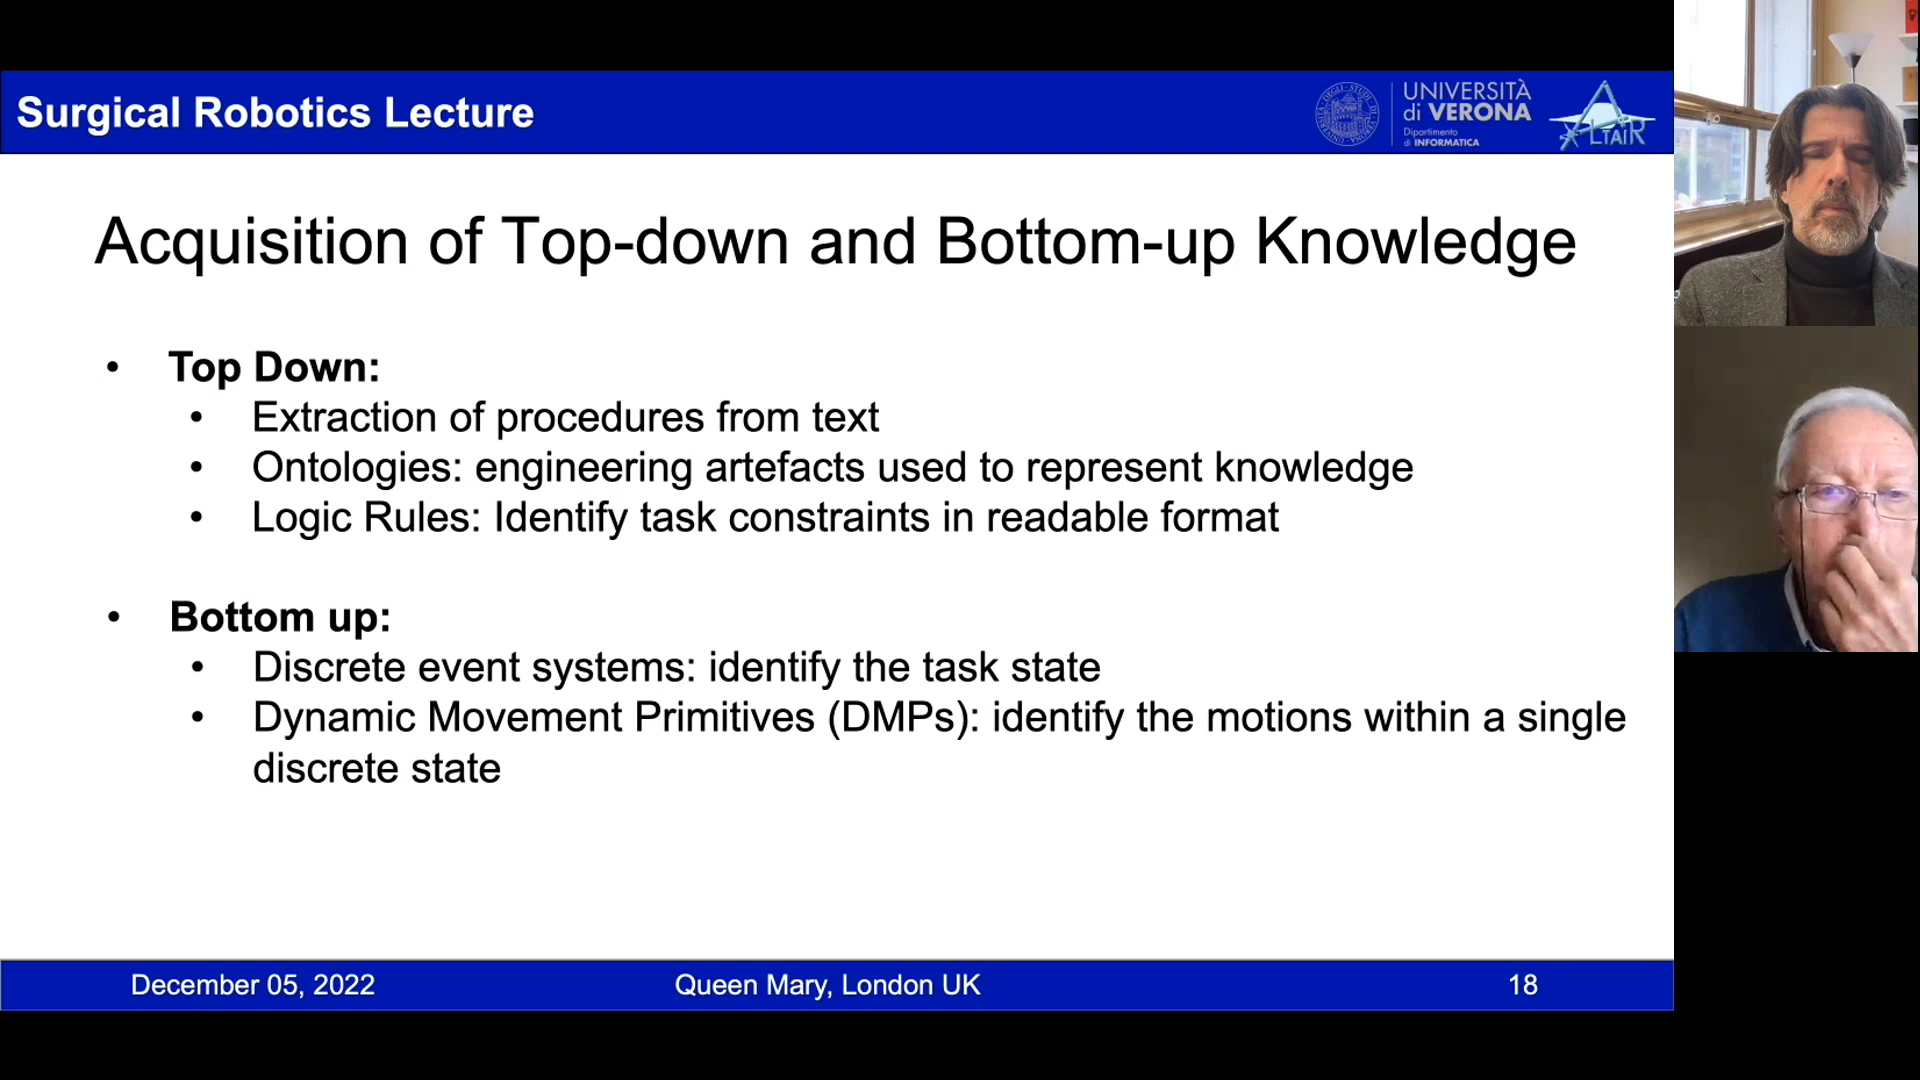 Surgical Robotics Lecture
UNIVERSITÀ
di VERONA
Dipartimento
di INFORMATICA
ALTAIR
Acquisition of Top-down and Bottom-up Knowledge
• Top Down:
• Extraction of procedures from text
• Ontologies: engineering artefacts used to represent knowledge
• Logic Rules: Identify task constraints in readable format
• Bottom up:
• Discrete event systems: identify the task state
• Dynamic Movement Primitives (DMPs): identify the motions within a single
discrete state
December 05, 2022
Queen Mary, London UK
18